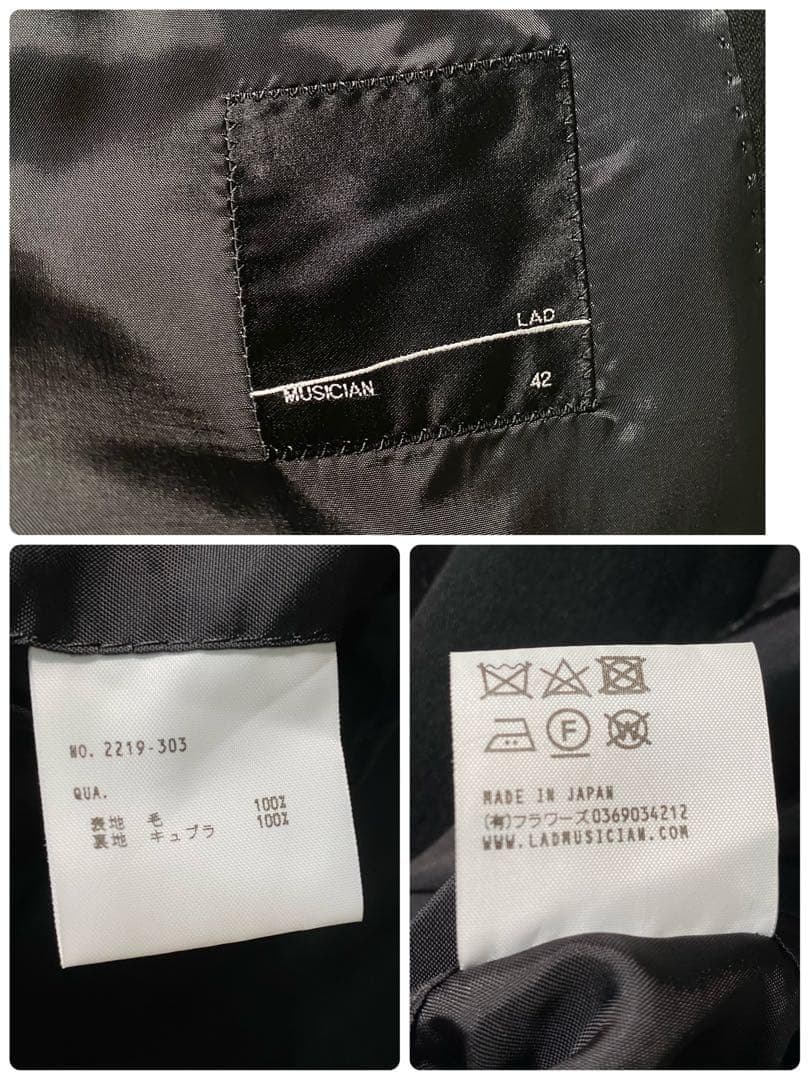 LAD
MUSICIAN 42
NO. 2219-303
QUA.
表地 毛 100%
裏地 キュプラ 100%
F
W
MADE IN JAPAN
(有)フラワーズ0369034212
WWW.LADMUSICIAN.COM